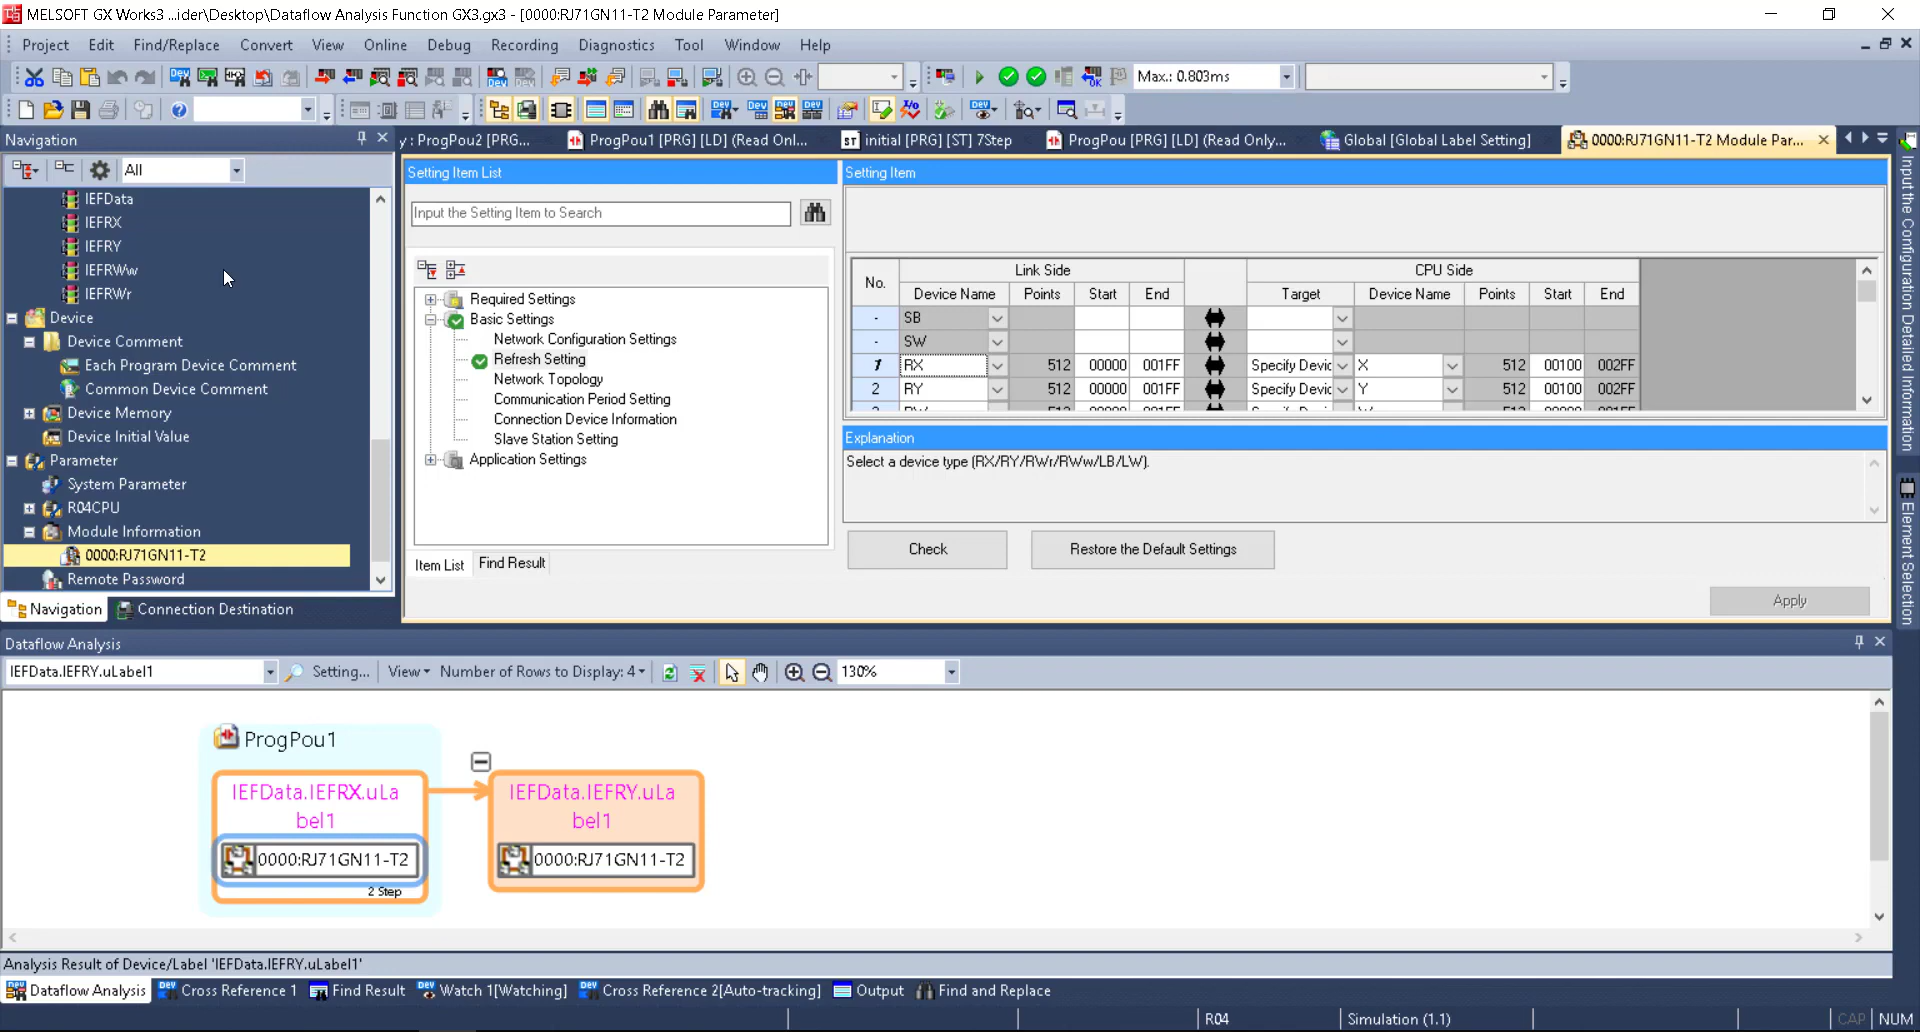 MELSOFT GX Works3 ...ider\Desktop\Dataflow Analysis Function GX3.gx3 - [0000:RJ71GN11-T2 Module Parameter]
Project Edit Find/Replace Convert View Online Debug Recording Diagnostics Tool Window Help
Max.: 0.803ms
Navigation
y : ProgPou2 [PRG... ProgPou1 [PRG] [LD] (Read Onl... initial [PRG] [ST] 7Step ProgPou [PRG] [LD] (Read Only... Global [Global Label Setting] 0000:RJ71GN11-T2 Module Par...
All
IEFData
IEFRX
IEFRY
IEFRWw
IEFRWr
Device
Device Comment
Each Program Device Comment
Common Device Comment
Device Memory
Device Initial Value
Parameter
System Parameter
R04CPU
Module Information
0000:RJ71GN11-T2
Remote Password
Navigation Connection Destination
Setting Item List
Input the Setting Item to Search
Required Settings
Basic Settings
Network Configuration Settings
Refresh Setting
Network Topology
Communication Period Setting
Connection Device Information
Slave Station Setting
Application Settings
Item List Find Result
Setting Item
No. Link Side CPU Side
Device Name Points Start End Target Device Name Points Start End
- SB
- SW
1 RX 512 00000 001FF Specify Devic X 512 00100 002FF
2 RY 512 00000 001FF Specify Devic Y 512 00100 002FF
Explanation
Select a device type (RX/RY/RWr/RWw/LB/LW).
Check Restore the Default Settings
Apply
Input the Configuration Detailed Information
Element Selection
Dataflow Analysis
IEFData.IEFRY.uLabel1 Setting... View Number of Rows to Display: 4 130%
ProgPou1
IEFData.IEFRX.uLa
bel1
0000:RJ71GN11-T2
2 Step
IEFData.IEFRY.uLa
bel1
0000:RJ71GN11-T2
Analysis Result of Device/Label 'IEFData.IEFRY.uLabel1'
Dataflow Analysis Cross Reference 1 Find Result Watch 1[Watching] Cross Reference 2[Auto-tracking] Output Find and Replace
R04 Simulation (1.1) CAP NUM